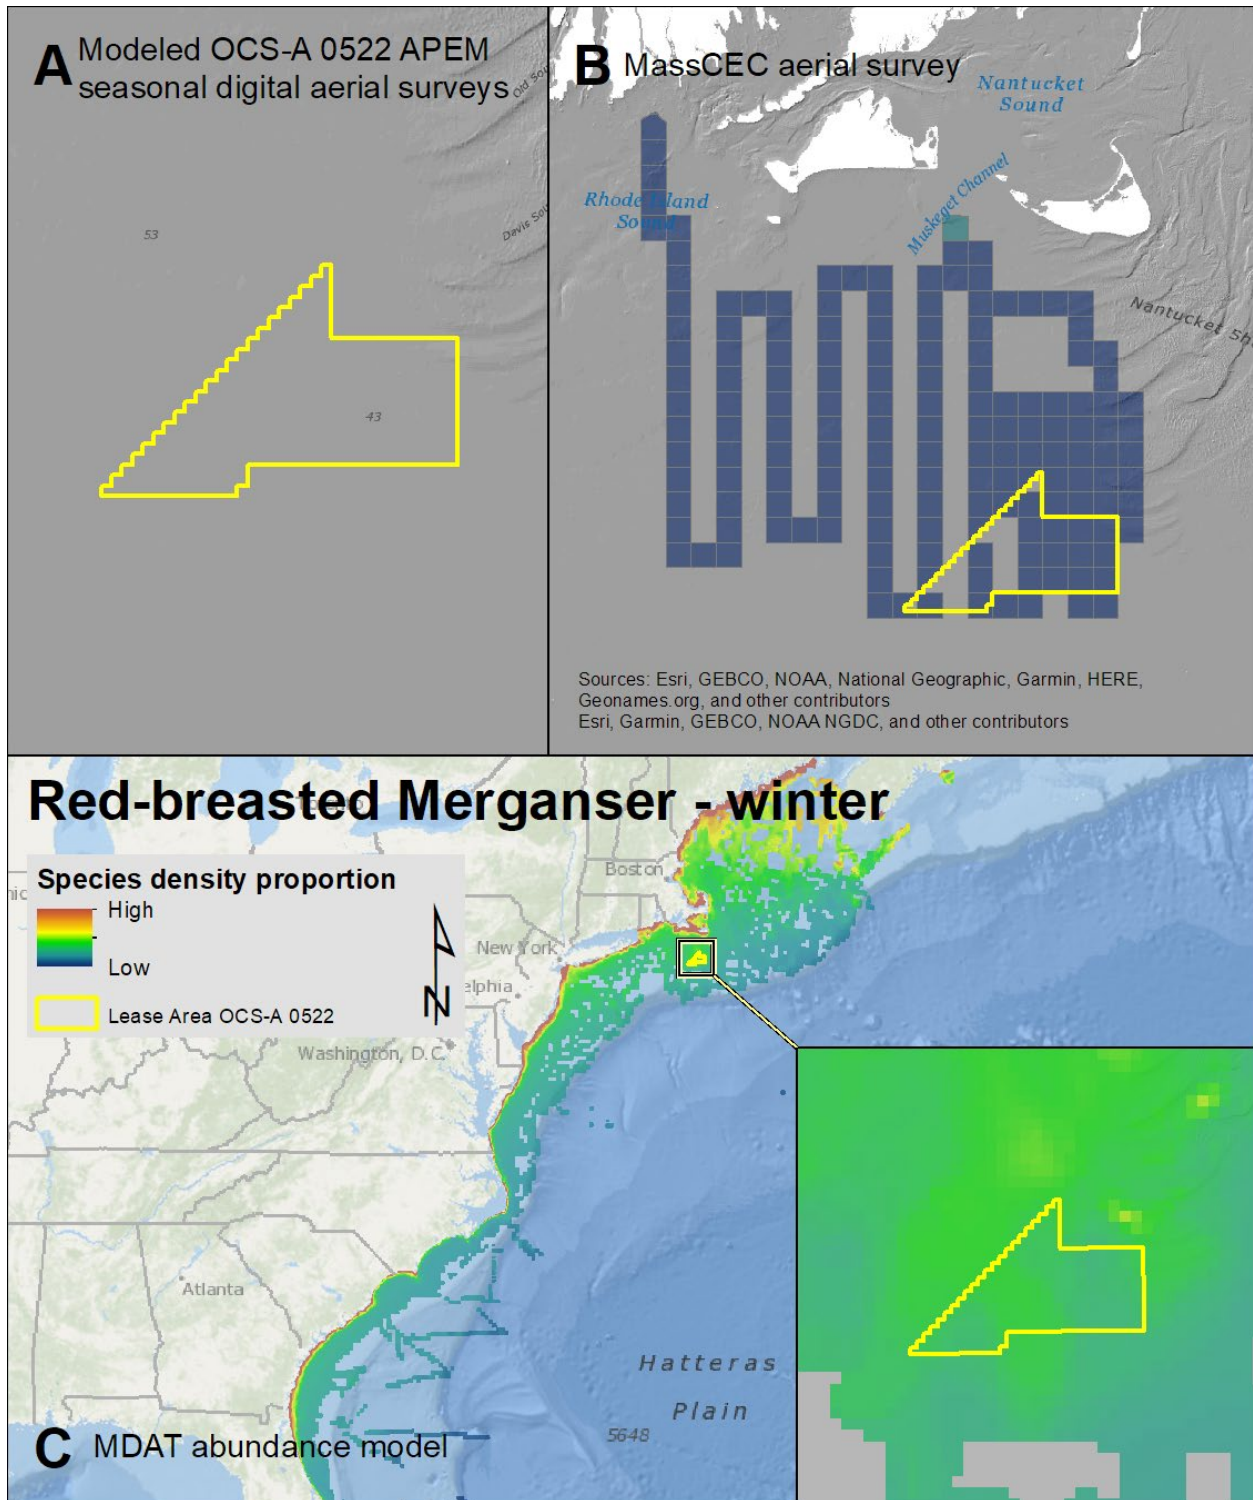 A Modeled OCS-A 0522 APEM
seasonal digital aerial surveys
53
43
B MassCEC aerial survey
Nantucket
Sound
Rhode Island
Sound
Muskeget Channel
Sources: Esri, GEBCO, NOAA, National Geographic, Garmin, HERE,
Geonames.org, and other contributors
Esri, Garmin, GEBCO, NOAA NGDC, and other contributors
Red-breasted Merganser - winter
Species density proportion
High
Low
Lease Area OCS-A 0522
N
Boston
New York
elphia
Washington, D.C.
Atlanta
Hatteras
Plain
5648
C MDAT abundance model